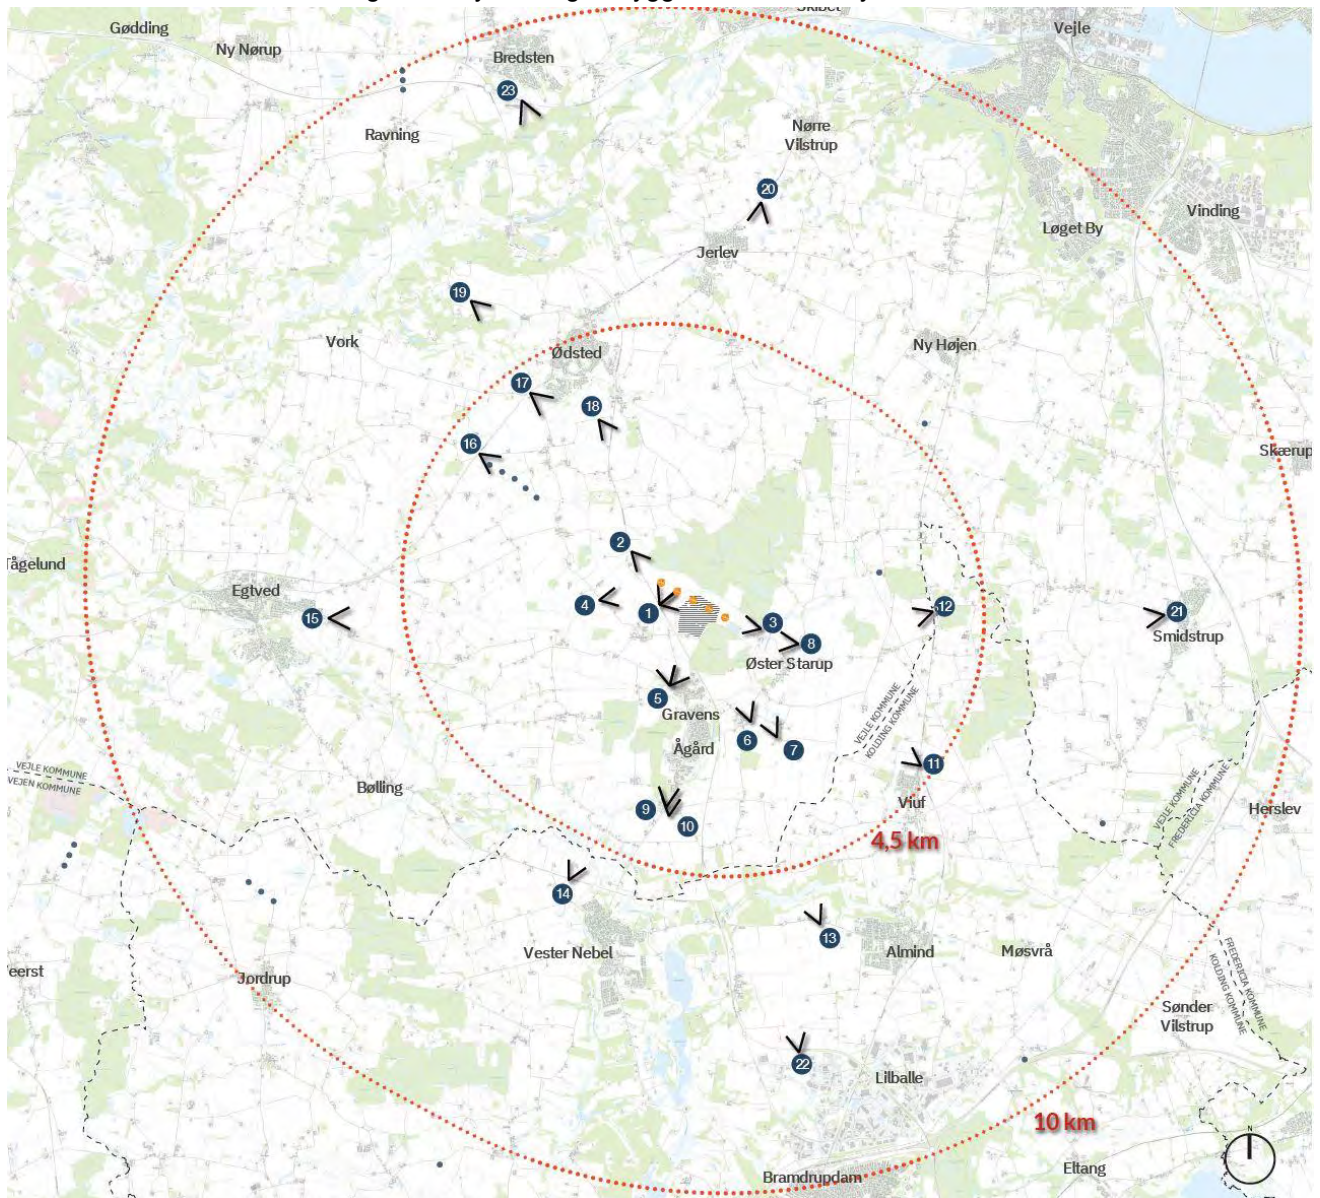 Gødding
Ny Nørup
Bredsten
Vejle
23
Ravning
Nørre
Vilstrup
20
Vinding
Løget By
Jerlev
19
Vork
Ødsted
Ny Højen
17
18
16
Skærup
2
Tågelund
Egtved
4
1
12
15
3
21
8
Smidstrup
Øster Starup
5
Gravens
VEJLE KOMMUNE
KOLDING KOMMUNE
6
7
Ågård
11
VEJLE KOMMUNE
VEJEN KOMMUNE
Bølling
Viuf
VEJLE KOMMUNE
FREDERICIA KOMMUNE
Herslev
9
10
4,5 km
14
13
Vester Nebel
Almind
Møsvrå
eerst
Jordrup
FREDERICIA KOMMUNE
KOLDING KOMMUNE
Sønder
Vilstrup
22
Lilballe
10 km
N
Eltang
Bramdrupdam